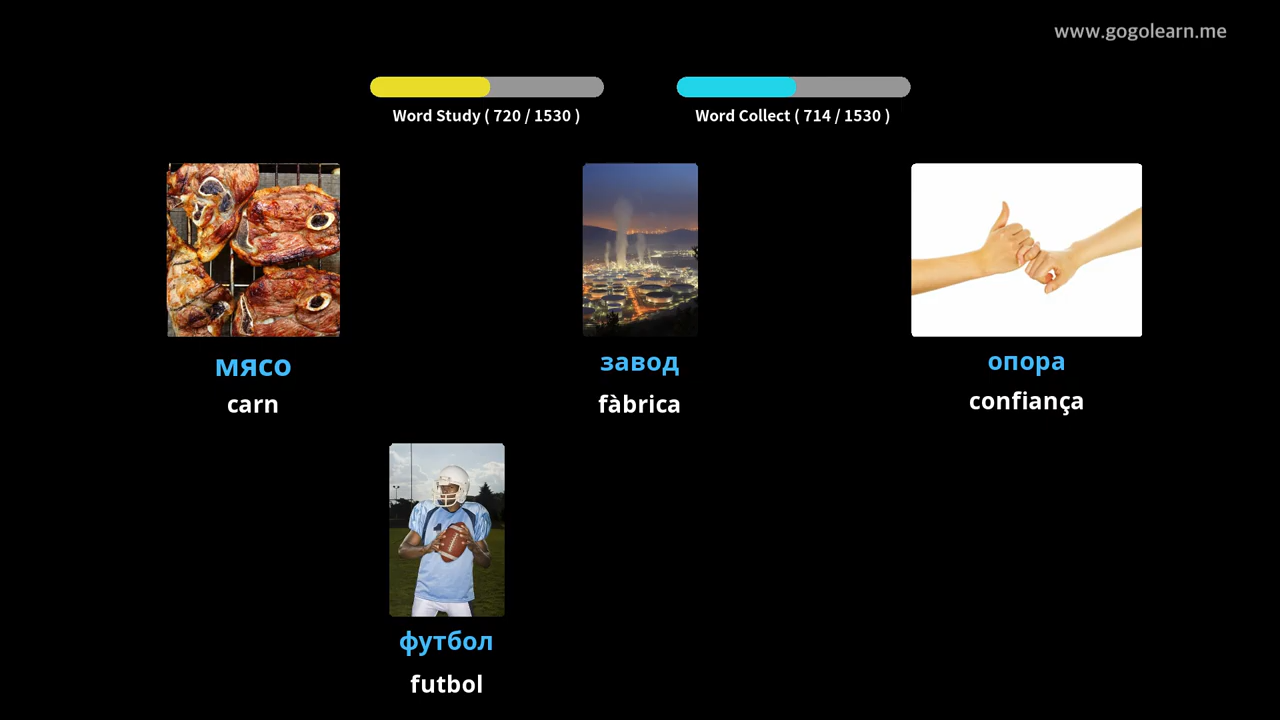 www.gogolearn.me
Word Study ( 720 / 1530 )
Word Collect ( 714 / 1530 )
мясо
carn
завод
fàbrica
опора
confiança
футбол
futbol